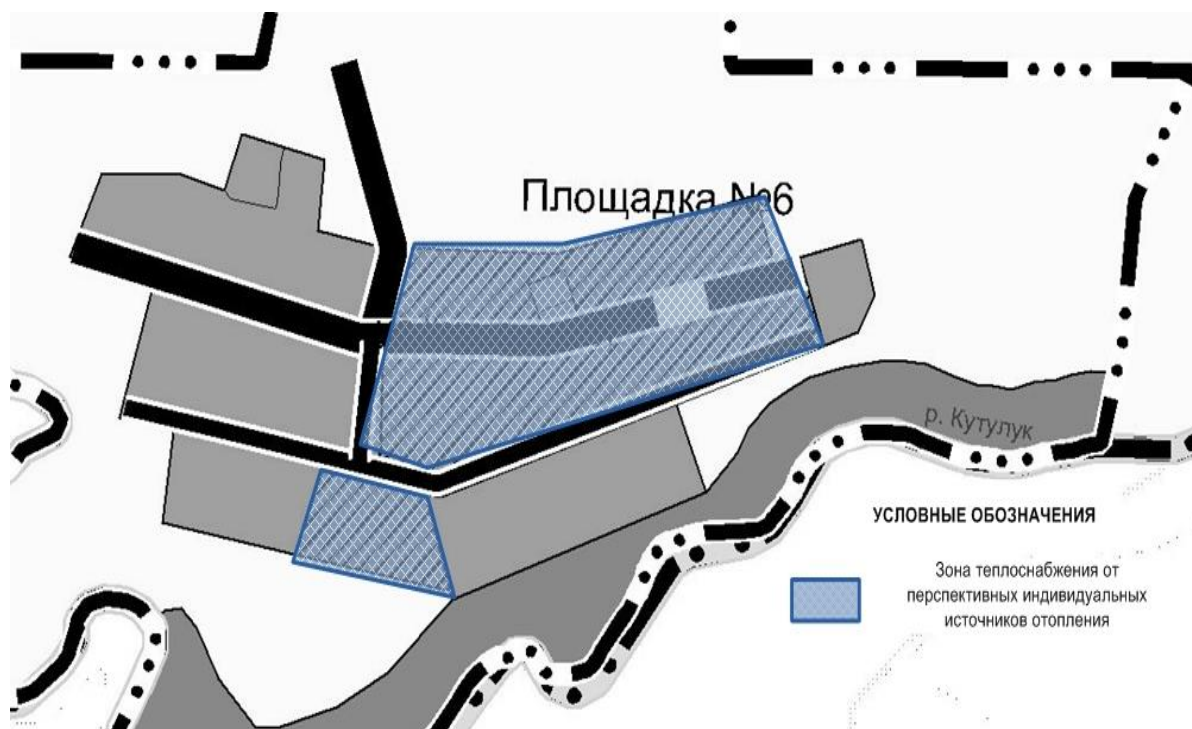 Площадка №6
р. Кутулук
УСЛОВНЫЕ ОБОЗНАЧЕНИЯ
Зона теплоснабжения от
перспективных индивидуальных
источников отопления